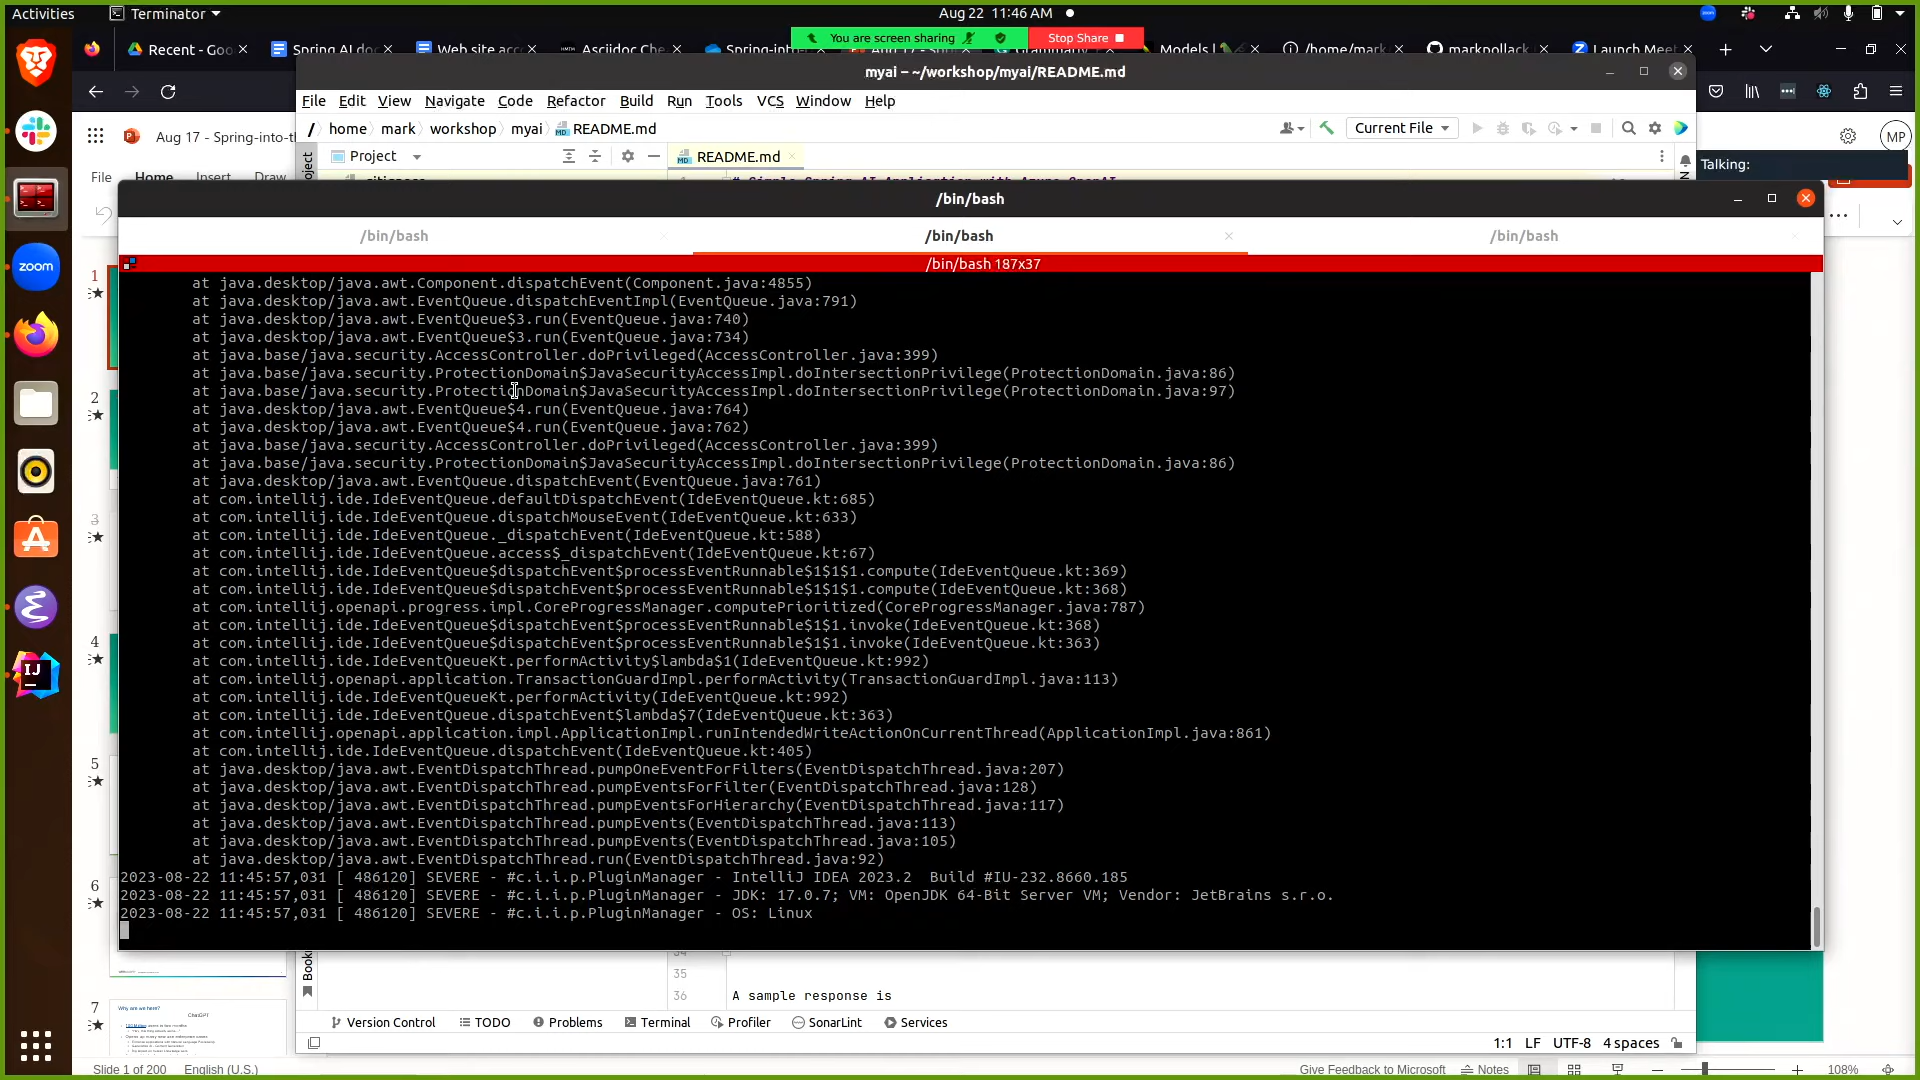 Activities
Terminator
Aug 22 11:46 AM
Recent - Goo
Spring AI doc
Web site acce
Asciidoc Che
Spring-int
You are screen sharing
Stop Share
Models |
/home/mark
markpollack
Launch Meet
myai – ~/workshop/myai/README.md
File Edit View Navigate Code Refactor Build Run Tools VCS Window Help
/ home mark workshop myai README.md
Current File
Aug 17 - Spring-into-th
MP
Project
README.md
Talking:
File Home Insert Draw
/bin/bash
/bin/bash
/bin/bash
/bin/bash
/bin/bash 187x37
at java.desktop/java.awt.Component.dispatchEvent(Component.java:4855)
at java.desktop/java.awt.EventQueue.dispatchEventImpl(EventQueue.java:791)
at java.desktop/java.awt.EventQueue$3.run(EventQueue.java:740)
at java.desktop/java.awt.EventQueue$3.run(EventQueue.java:734)
at java.base/java.security.AccessController.doPrivileged(AccessController.java:399)
at java.base/java.security.ProtectionDomain$JavaSecurityAccessImpl.doIntersectionPrivilege(ProtectionDomain.java:86)
at java.base/java.security.ProtectionDomain$JavaSecurityAccessImpl.doIntersectionPrivilege(ProtectionDomain.java:97)
at java.desktop/java.awt.EventQueue$4.run(EventQueue.java:764)
at java.desktop/java.awt.EventQueue$4.run(EventQueue.java:762)
at java.base/java.security.AccessController.doPrivileged(AccessController.java:399)
at java.base/java.security.ProtectionDomain$JavaSecurityAccessImpl.doIntersectionPrivilege(ProtectionDomain.java:86)
at java.desktop/java.awt.EventQueue.dispatchEvent(EventQueue.java:761)
at com.intellij.ide.IdeEventQueue.defaultDispatchEvent(IdeEventQueue.kt:685)
at com.intellij.ide.IdeEventQueue.dispatchMouseEvent(IdeEventQueue.kt:633)
at com.intellij.ide.IdeEventQueue._dispatchEvent(IdeEventQueue.kt:588)
at com.intellij.ide.IdeEventQueue.access$_dispatchEvent(IdeEventQueue.kt:67)
at com.intellij.ide.IdeEventQueue$dispatchEvent$processEventRunnable$1$1$1.compute(IdeEventQueue.kt:369)
at com.intellij.ide.IdeEventQueue$dispatchEvent$processEventRunnable$1$1$1.compute(IdeEventQueue.kt:368)
at com.intellij.openapi.progress.impl.CoreProgressManager.computePrioritized(CoreProgressManager.java:787)
at com.intellij.ide.IdeEventQueue$dispatchEvent$processEventRunnable$1$1.invoke(IdeEventQueue.kt:368)
at com.intellij.ide.IdeEventQueue$dispatchEvent$processEventRunnable$1$1.invoke(IdeEventQueue.kt:363)
at com.intellij.ide.IdeEventQueueKt.performActivity$lambda$1(IdeEventQueue.kt:992)
at com.intellij.openapi.application.TransactionGuardImpl.performActivity(TransactionGuardImpl.java:113)
at com.intellij.ide.IdeEventQueueKt.performActivity(IdeEventQueue.kt:992)
at com.intellij.ide.IdeEventQueue.dispatchEvent$lambda$7(IdeEventQueue.kt:363)
at com.intellij.openapi.application.impl.ApplicationImpl.runIntendedWriteActionOnCurrentThread(ApplicationImpl.java:861)
at com.intellij.ide.IdeEventQueue.dispatchEvent(IdeEventQueue.kt:405)
at java.desktop/java.awt.EventDispatchThread.pumpOneEventForFilters(EventDispatchThread.java:207)
at java.desktop/java.awt.EventDispatchThread.pumpEventsForFilter(EventDispatchThread.java:128)
at java.desktop/java.awt.EventDispatchThread.pumpEventsForHierarchy(EventDispatchThread.java:117)
at java.desktop/java.awt.EventDispatchThread.pumpEvents(EventDispatchThread.java:113)
at java.desktop/java.awt.EventDispatchThread.pumpEvents(EventDispatchThread.java:105)
at java.desktop/java.awt.EventDispatchThread.run(EventDispatchThread.java:92)
2023-08-22 11:45:57,031 [ 486120] SEVERE - #c.i.i.p.PluginManager - IntelliJ IDEA 2023.2 Build #IU-232.8660.185
2023-08-22 11:45:57,031 [ 486120] SEVERE - #c.i.i.p.PluginManager - JDK: 17.0.7; VM: OpenJDK 64-Bit Server VM; Vendor: JetBrains s.r.o.
2023-08-22 11:45:57,031 [ 486120] SEVERE - #c.i.i.p.PluginManager - OS: Linux
zoom
IJ
1
2
3
4
5
6
7
Why are we here?
ChatGPT
35
36 A sample response is
Version Control TODO Problems Terminal Profiler SonarLint Services
1:1 LF UTF-8 4 spaces
Slide 1 of 200 English (U.S.)
Give Feedback to Microsoft Notes 108%